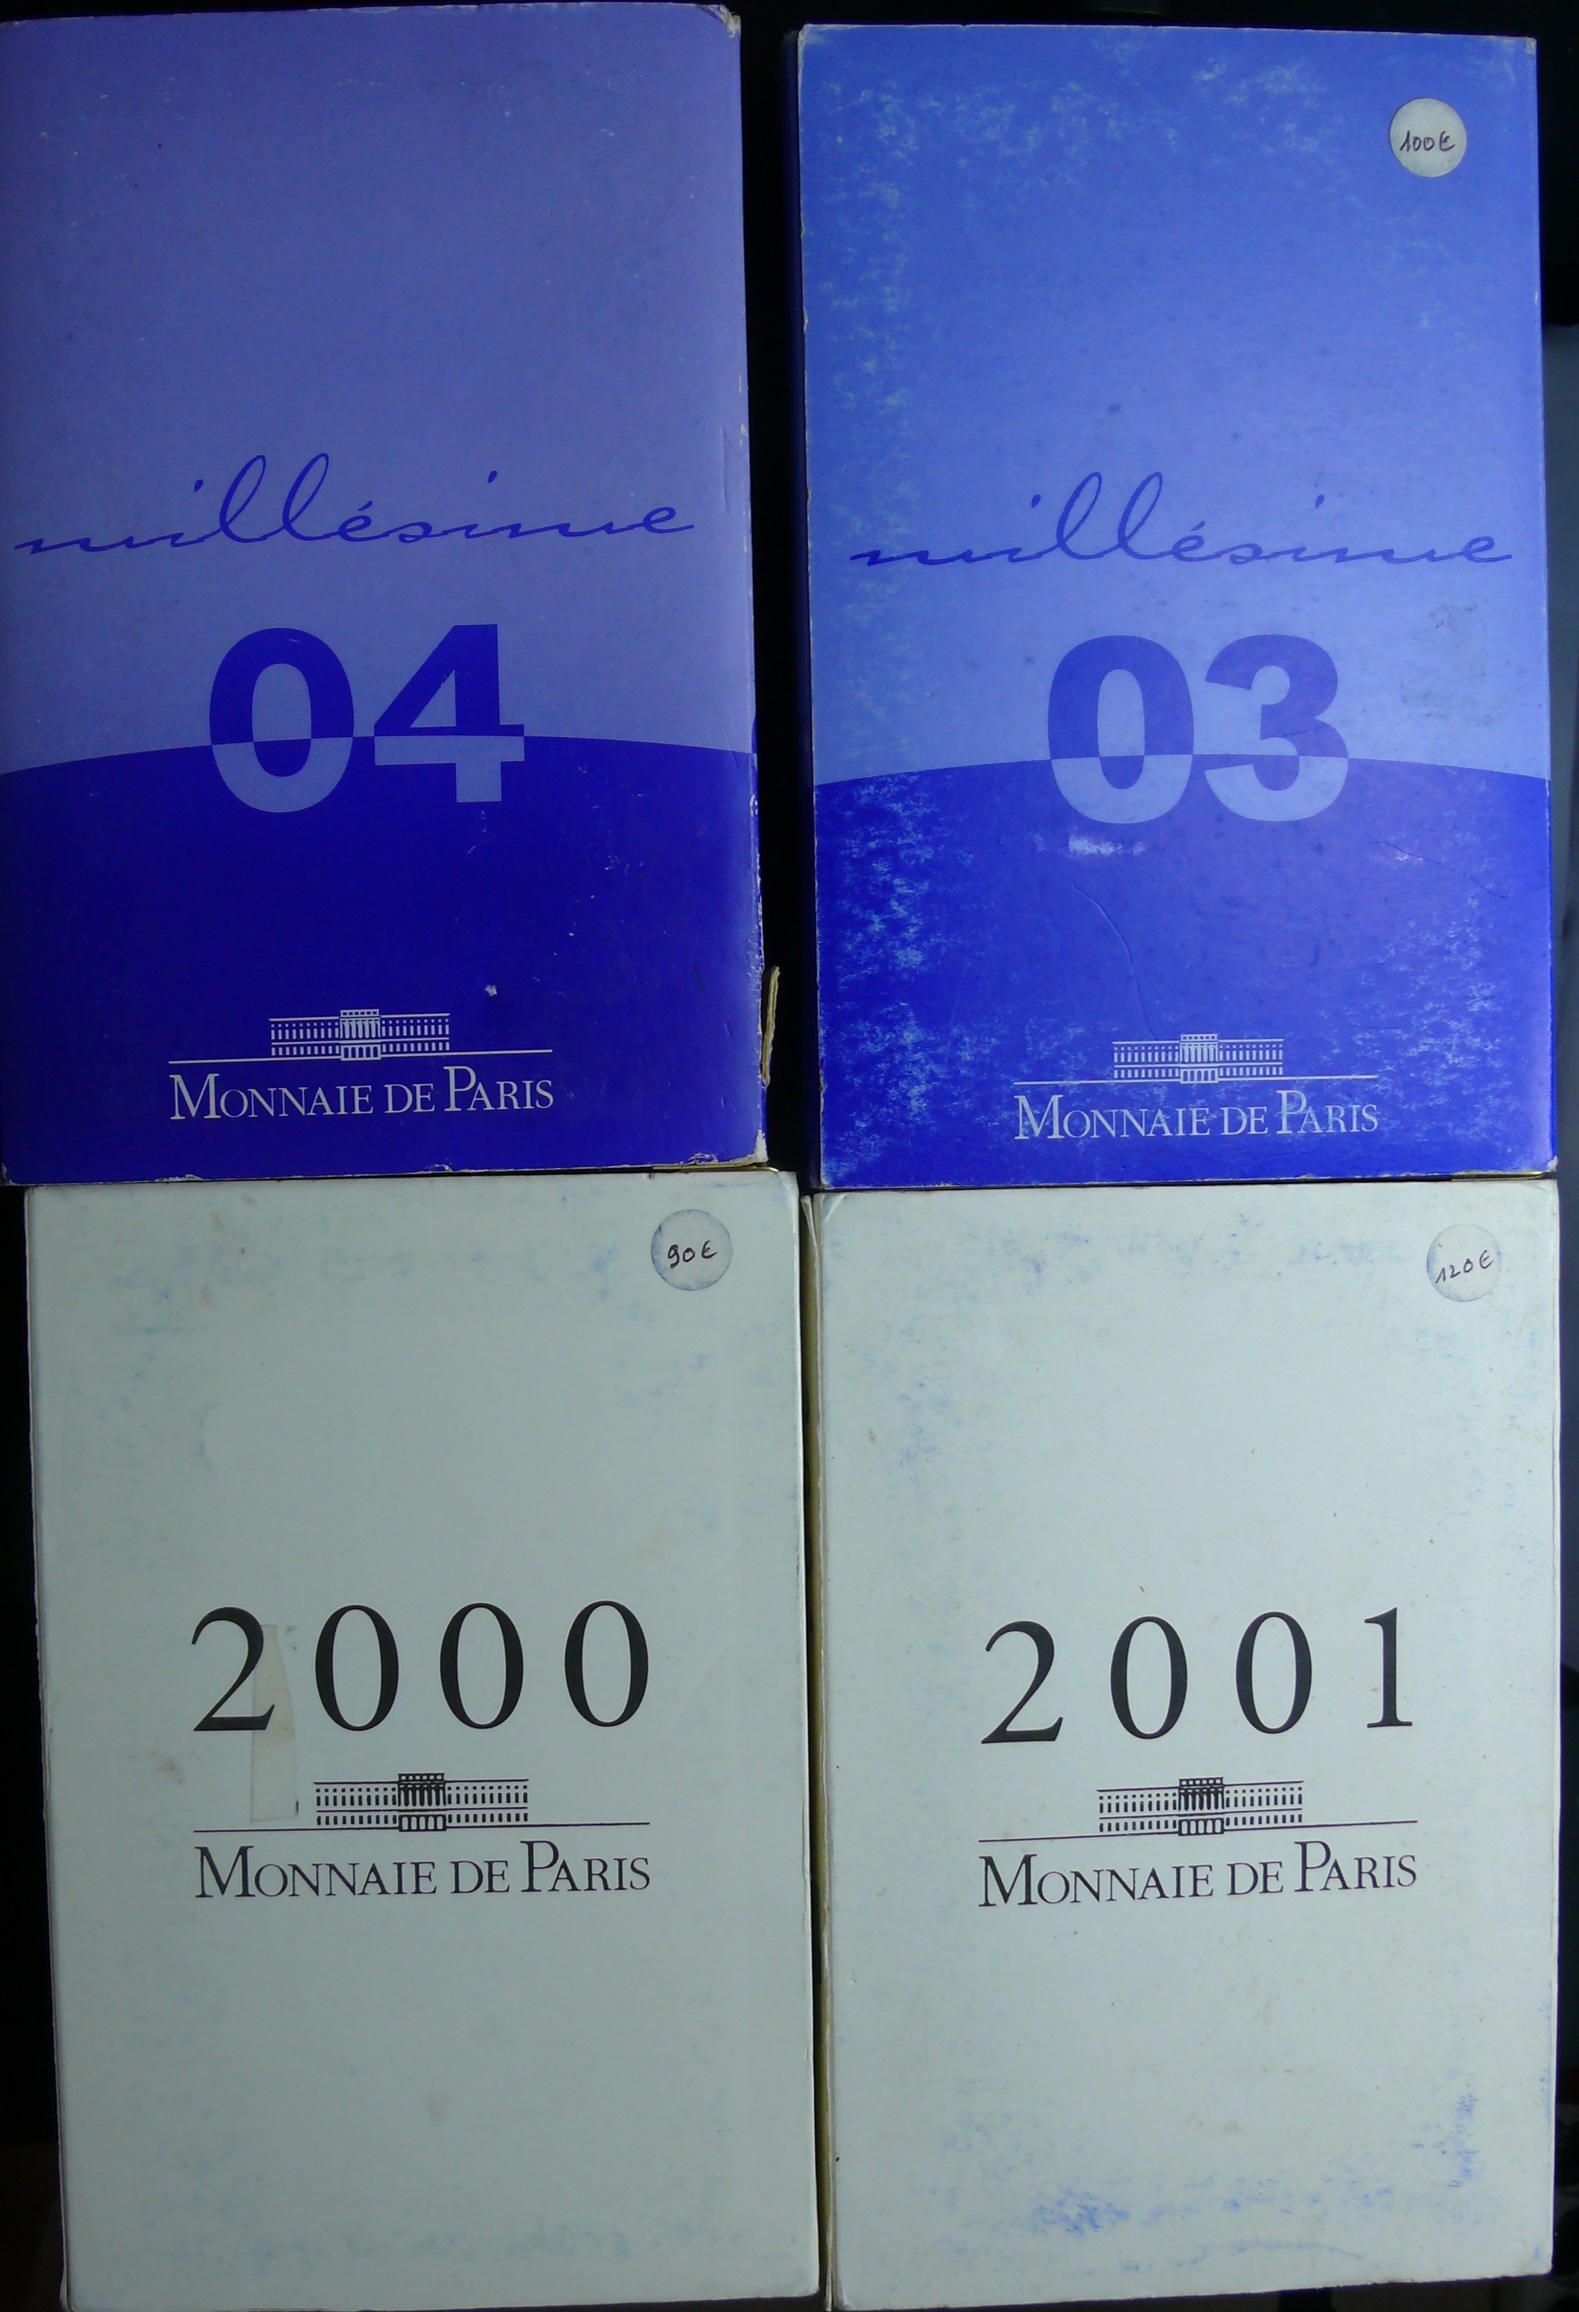 millésime
04
MONNAIE DE PARIS
100€
millésime
03
MONNAIE DE PARIS
90€
2000
MONNAIE DE PARIS
120€
2001
MONNAIE DE PARIS